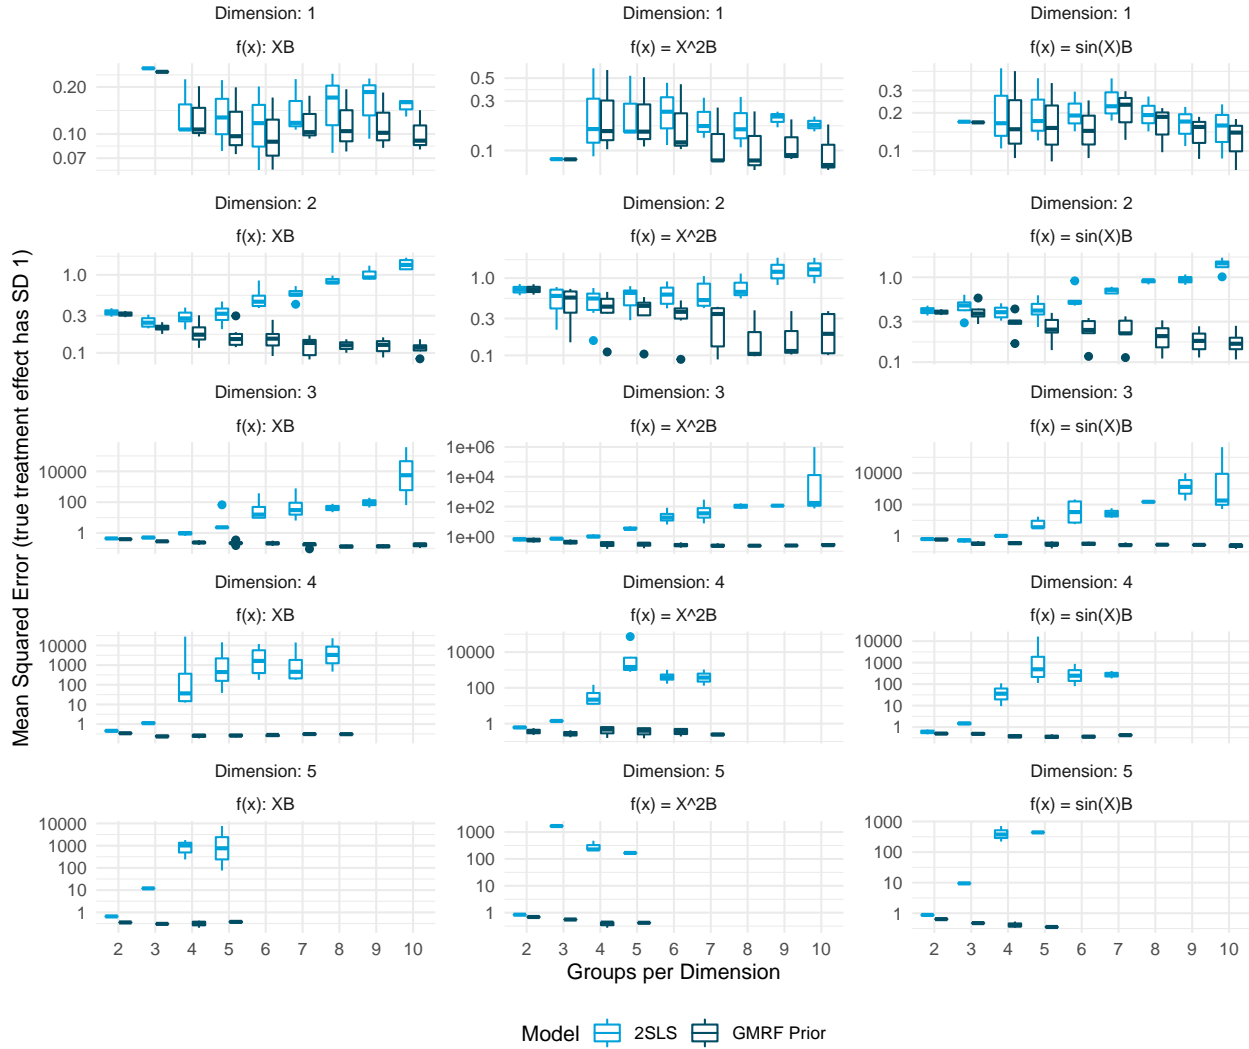 Mean Squared Error (true treatment effect has SD 1)
Dimension: 1
f(x): XB
0.20
0.10
0.07
Dimension: 1
f(x) = X^2B
0.5
0.3
0.1
Dimension: 1
f(x) = sin(X)B
0.3
0.2
0.1
Dimension: 2
f(x): XB
1.0
0.3
0.1
Dimension: 2
f(x) = X^2B
1.0
0.3
0.1
Dimension: 2
f(x) = sin(X)B
1.0
0.3
0.1
Dimension: 3
f(x): XB
10000
100
1
Dimension: 3
f(x) = X^2B
1e+06
1e+04
1e+02
1e+00
Dimension: 3
f(x) = sin(X)B
10000
100
1
Dimension: 4
f(x): XB
10000
1000
100
10
1
Dimension: 4
f(x) = X^2B
10000
100
1
Dimension: 4
f(x) = sin(X)B
10000
1000
100
10
1
Dimension: 5
f(x): XB
10000
1000
100
10
1
Dimension: 5
f(x) = X^2B
1000
100
10
1
Dimension: 5
f(x) = sin(X)B
1000
100
10
1
2 3 4 5 6 7 8 9 10
2 3 4 5 6 7 8 9 10
2 3 4 5 6 7 8 9 10
Groups per Dimension
Model 2SLS GMRF Prior